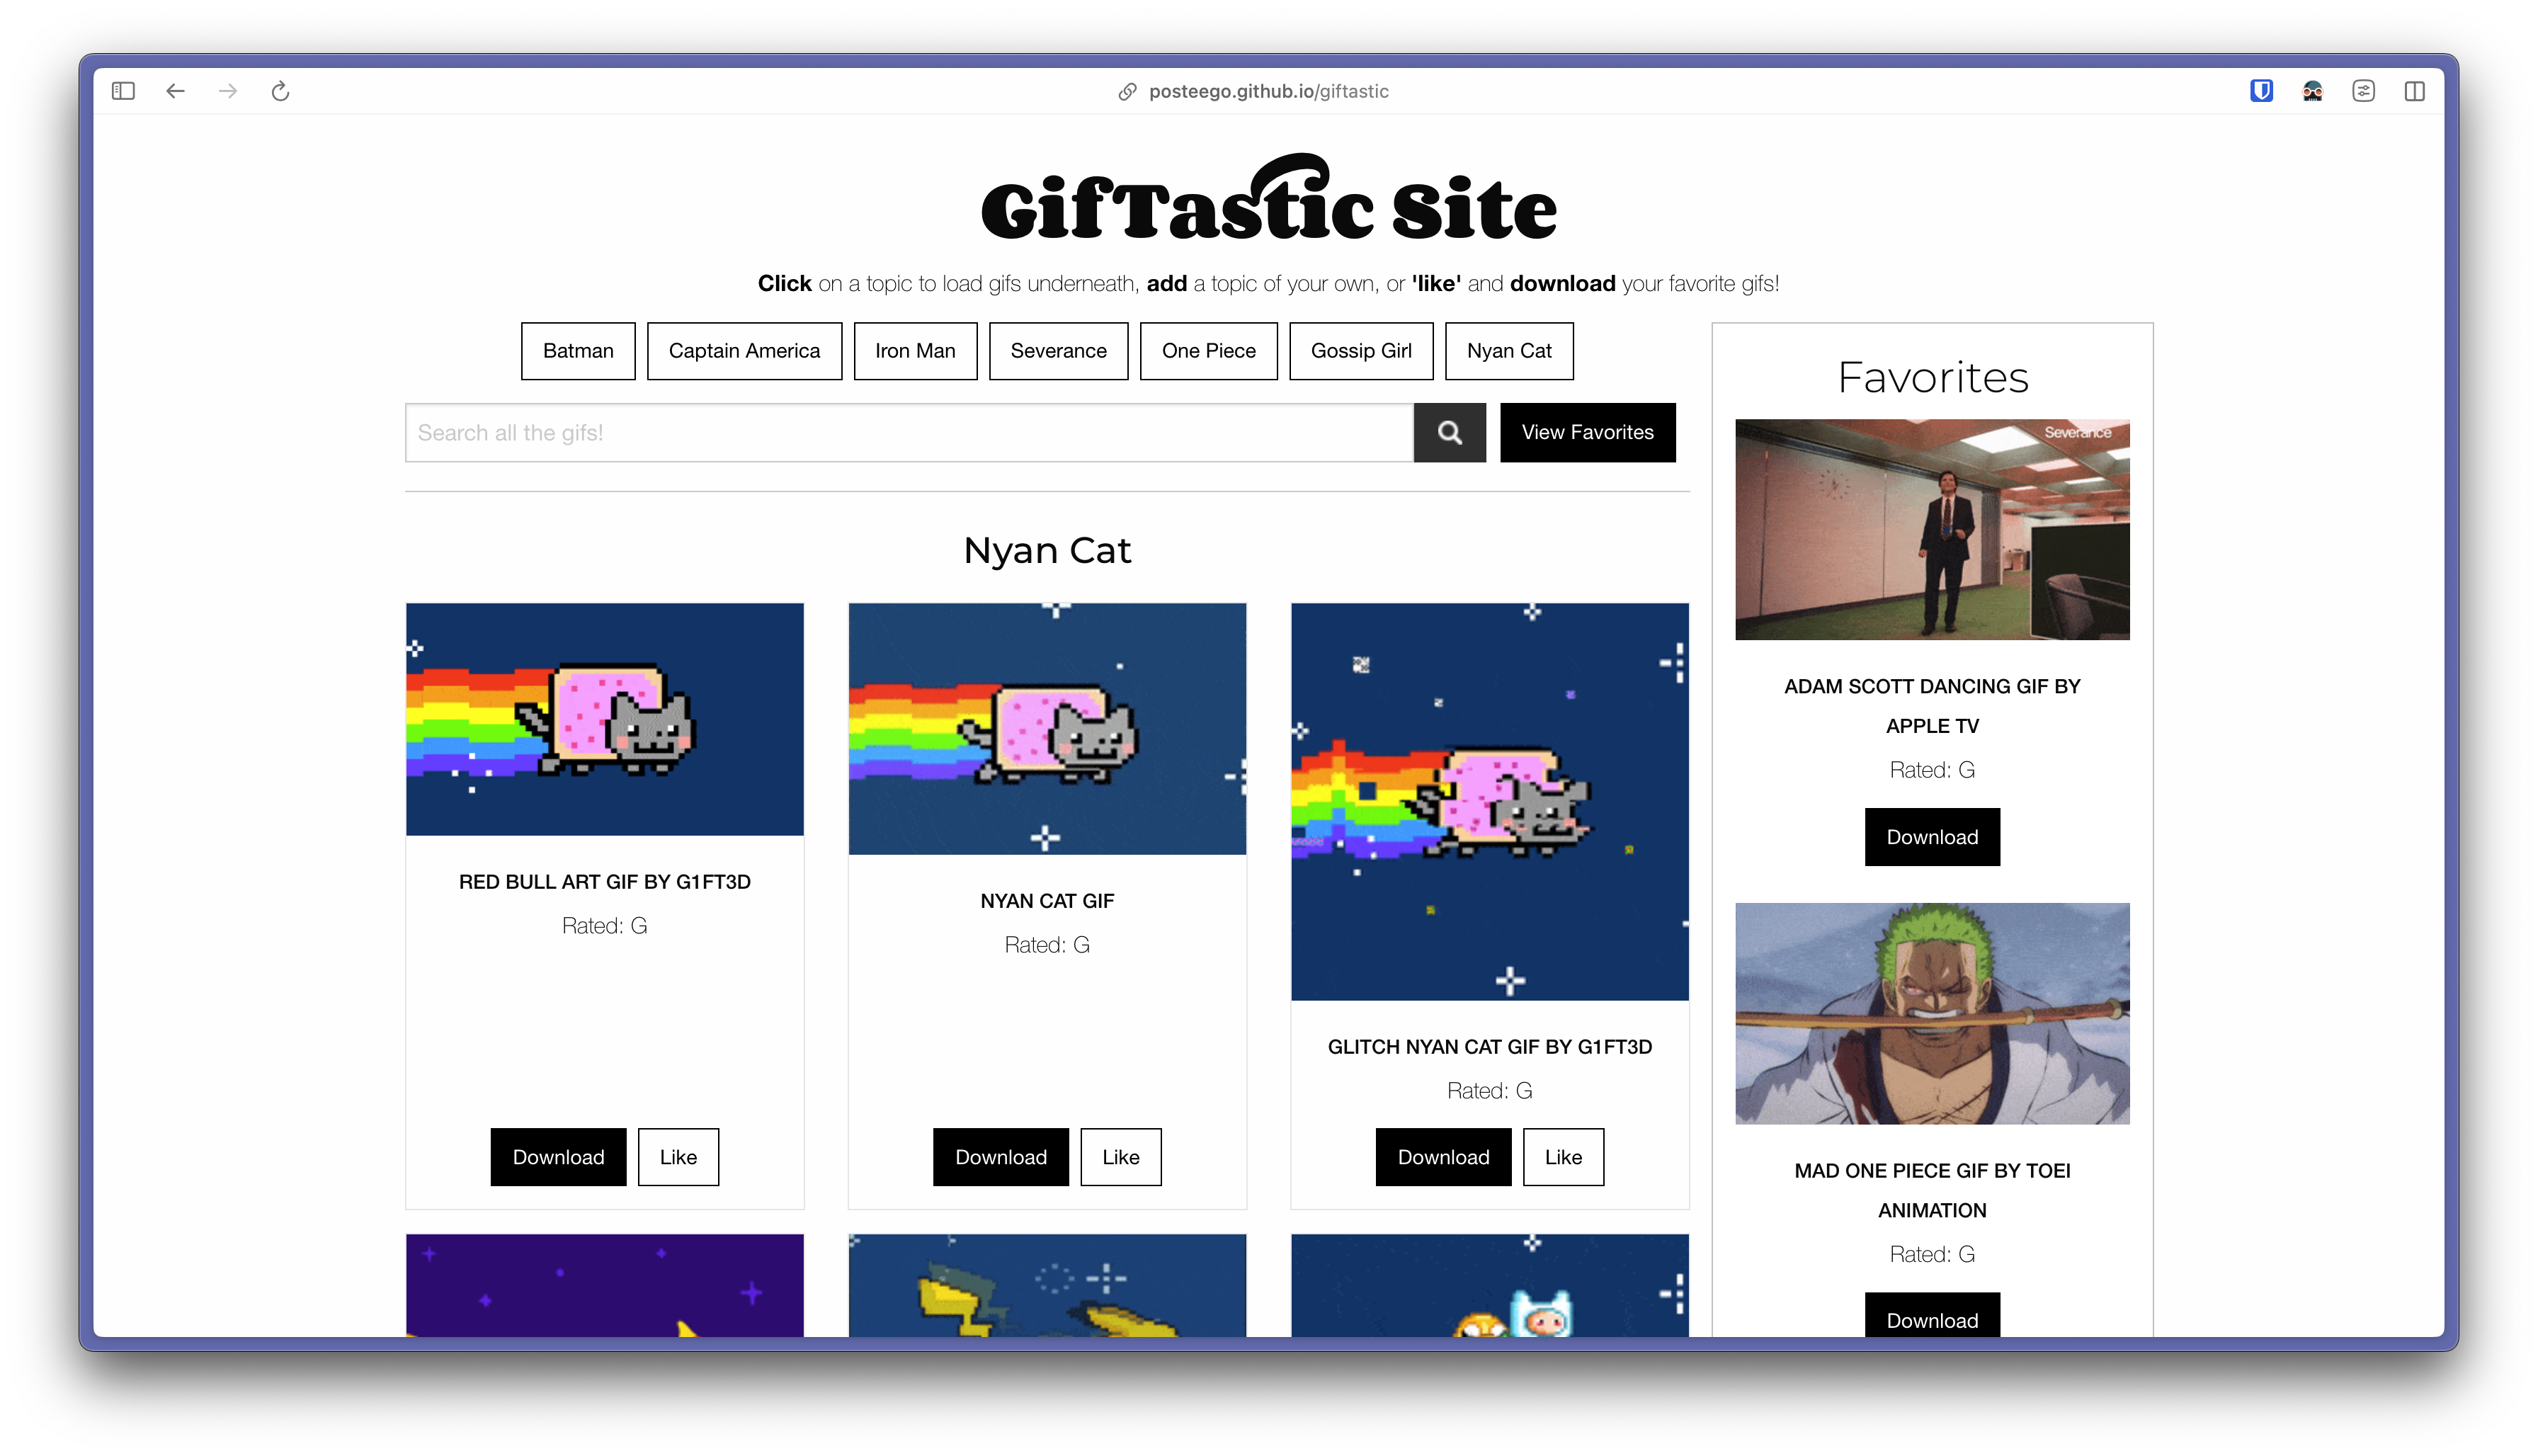 posteego.github.io/giftastic
GifTastic Site
Click on a topic to load gifs underneath, add a topic of your own, or 'like' and download your favorite gifs!
Batman
Captain America
Iron Man
Severance
One Piece
Gossip Girl
Nyan Cat
Search all the gifs!
View Favorites
Nyan Cat
RED BULL ART GIF BY G1FT3D
Rated: G
Download
Like
NYAN CAT GIF
Rated: G
Download
Like
GLITCH NYAN CAT GIF BY G1FT3D
Rated: G
Download
Like
Favorites
Severance
ADAM SCOTT DANCING GIF BY
APPLE TV
Rated: G
Download
MAD ONE PIECE GIF BY TOEI
ANIMATION
Rated: G
Download